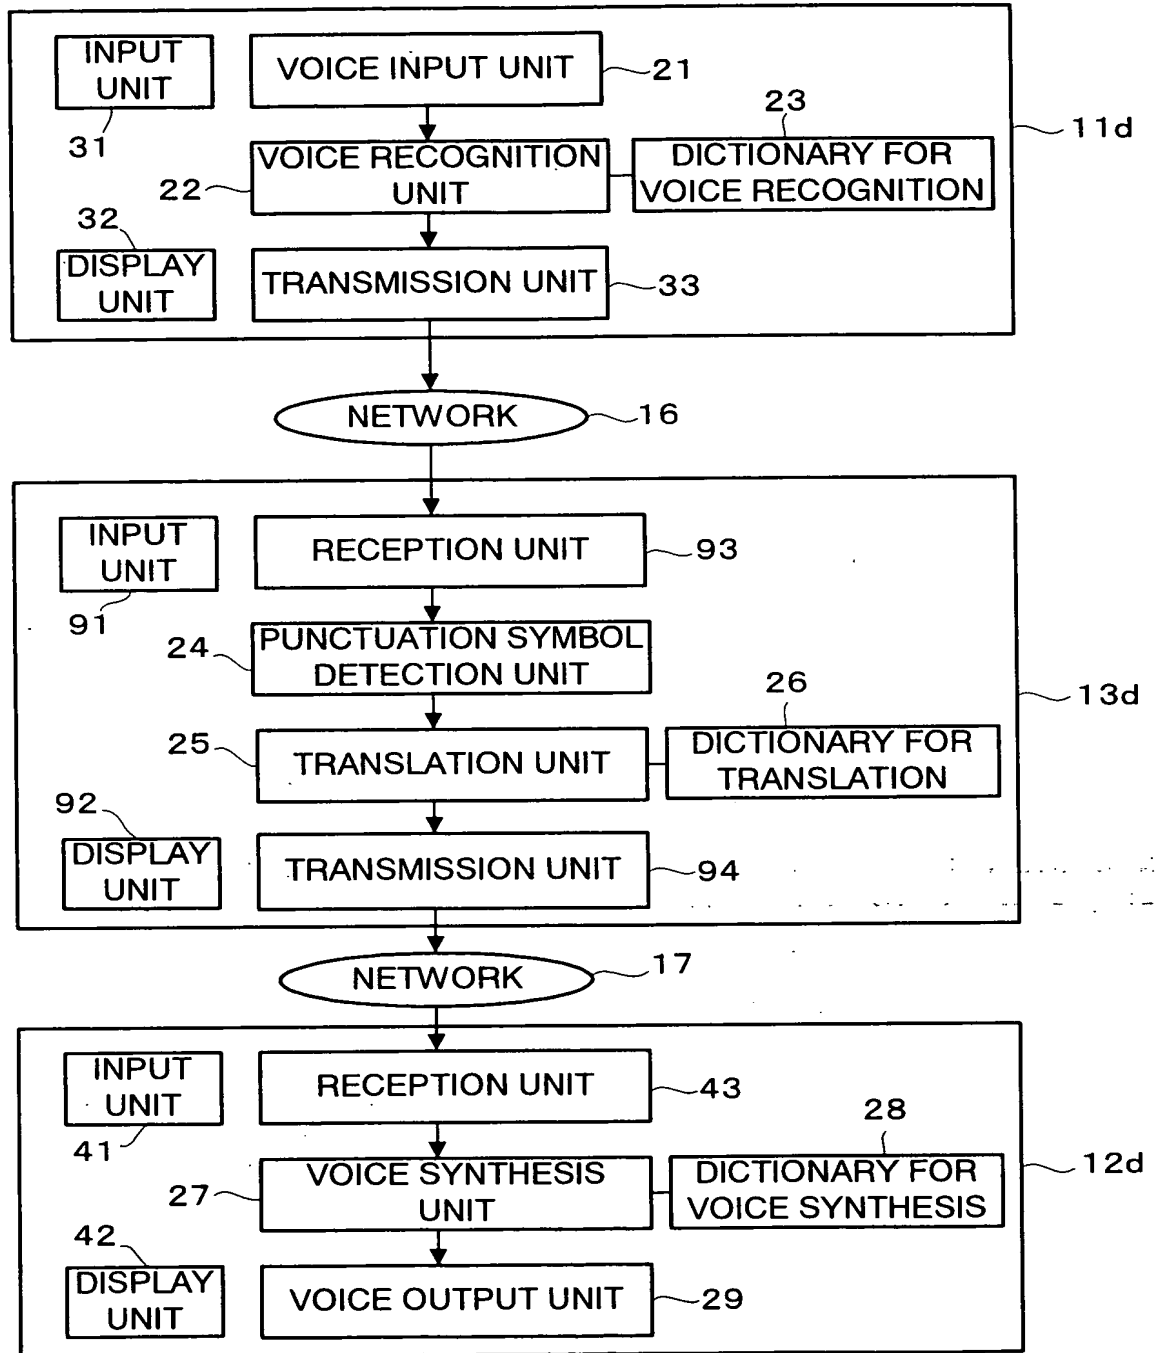 INPUT
UNIT
31
VOICE INPUT UNIT
21
11d
VOICE RECOGNITION
UNIT
22
23
DICTIONARY FOR
VOICE RECOGNITION
32
DISPLAY
UNIT
TRANSMISSION UNIT
33
NETWORK
16
INPUT
UNIT
91
RECEPTION UNIT
93
24
PUNCTUATION SYMBOL
DETECTION UNIT
13d
25
TRANSLATION UNIT
26
DICTIONARY FOR
TRANSLATION
92
DISPLAY
UNIT
TRANSMISSION UNIT
94
NETWORK
17
INPUT
UNIT
41
RECEPTION UNIT
43
27
VOICE SYNTHESIS
UNIT
28
DICTIONARY FOR
VOICE SYNTHESIS
12d
42
DISPLAY
UNIT
VOICE OUTPUT UNIT
29